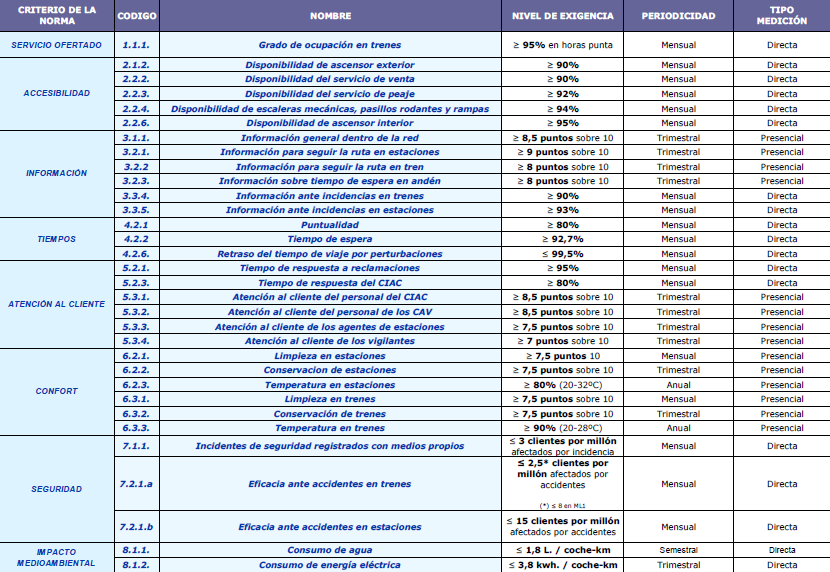 CRITERIO DE LA NORMA CODIGO NOMBRE NIVEL DE EXIGENCIA PERIODICIDAD TIPO MEDICIÓN
SERVICIO OFERTADO 1.1.1. Grado de ocupación en trenes ≥ 95% en horas punta Mensual Directa
ACCESIBILIDAD
2.1.2. Disponibilidad de ascensor exterior ≥ 90% Mensual Directa
2.2.2. Disponibilidad del servicio de venta ≥ 90% Mensual Directa
2.2.3. Disponibilidad del servicio de peaje ≥ 92% Mensual Directa
2.2.4. Disponibilidad de escaleras mecánicas, pasillos rodantes y rampas ≥ 94% Mensual Directa
2.2.6. Disponibilidad de ascensor interior ≥ 95% Mensual Directa
INFORMACIÓN
3.1.1. Información general dentro de la red ≥ 8,5 puntos sobre 10 Trimestral Presencial
3.2.1. Información para seguir la ruta en estaciones ≥ 9 puntos sobre 10 Trimestral Presencial
3.2.2 Información para seguir la ruta en tren ≥ 8 puntos sobre 10 Trimestral Presencial
3.2.3. Información sobre tiempo de espera en andén ≥ 8 puntos sobre 10 Trimestral Presencial
3.3.4. Información ante incidencias en trenes ≥ 90% Mensual Directa
3.3.5. Información ante incidencias en estaciones ≥ 93% Mensual Directa
TIEMPOS
4.2.1 Puntualidad ≥ 80% Mensual Directa
4.2.2 Tiempo de espera ≥ 92,7% Mensual Directa
4.2.6. Retraso del tiempo de viaje por perturbaciones ≤ 99,5% Mensual Directa
ATENCIÓN AL CLIENTE
5.2.1. Tiempo de respuesta a reclamaciones ≥ 95% Mensual Directa
5.2.3. Tiempo de respuesta del CIAC ≥ 80% Mensual Directa
5.3.1. Atención al cliente del personal del CIAC ≥ 8,5 puntos sobre 10 Trimestral Presencial
5.3.2. Atención al cliente del personal de los CAV ≥ 8,5 puntos sobre 10 Trimestral Presencial
5.3.3. Atención al cliente de los agentes de estaciones ≥ 7,5 puntos sobre 10 Trimestral Presencial
5.3.4. Atención al cliente de los vigilantes ≥ 7 puntos sobre 10 Trimestral Presencial
CONFORT
6.2.1. Limpieza en estaciones ≥ 7,5 puntos 10 Mensual Presencial
6.2.2. Conservacion de estaciones ≥ 7,5 puntos sobre 10 Trimestral Presencial
6.2.3. Temperatura en estaciones ≥ 80% (20-32ºC) Anual Presencial
6.3.1. Limpieza en trenes ≥ 7,5 puntos sobre 10 Mensual Presencial
6.3.2. Conservación de trenes ≥ 7,5 puntos sobre 10 Trimestral Presencial
6.3.3. Temperatura en trenes ≥ 90% (20-28ºC) Anual Presencial
SEGURIDAD
7.1.1. Incidentes de seguridad registrados con medios propios ≤ 3 clientes por millón afectados por incidencia Mensual Directa
7.2.1.a Eficacia ante accidentes en trenes ≤ 2,5* clientes por millón afectados por accidentes Mensual Directa
(*) ≤ 8 en ML1
7.2.1.b Eficacia ante accidentes en estaciones ≤ 15 clientes por millón afectados por accidentes Mensual Directa
IMPACTO MEDIOAMBIENTAL
8.1.1. Consumo de agua ≤ 1,8 L. / coche-km Semestral Directa
8.1.2. Consumo de energía eléctrica ≤ 3,8 kwh. / coche-km Trimestral Directa